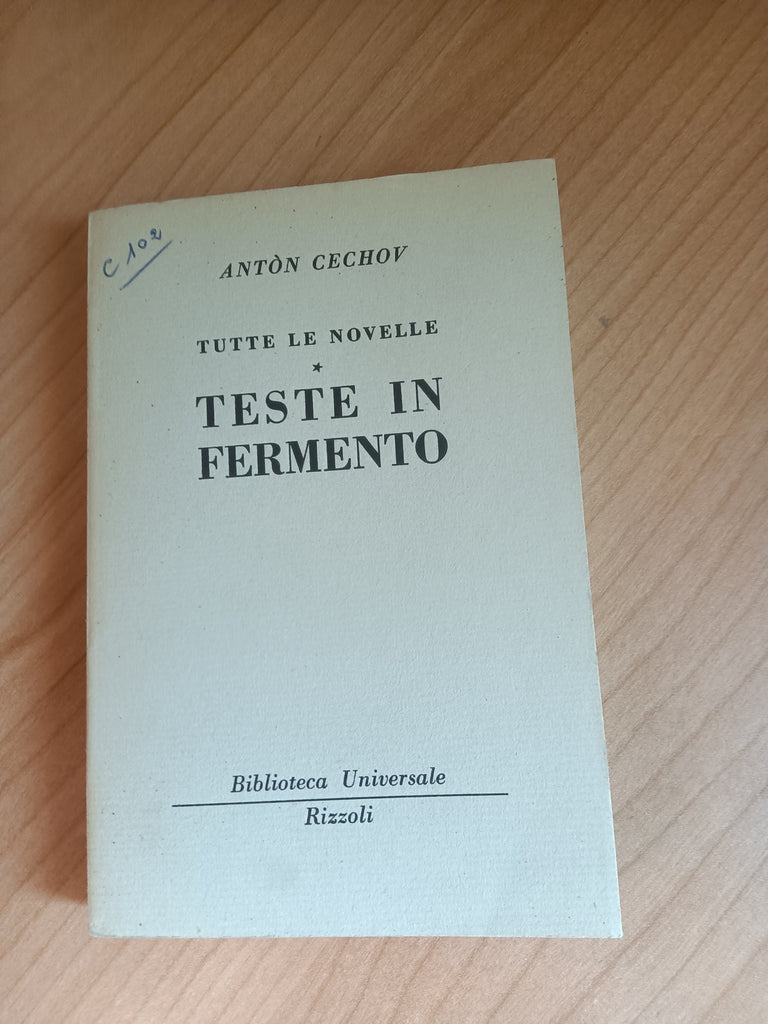 C 102
ANTÒN CECHOV
TUTTE LE NOVELLE
*
TESTE IN
FERMENTO
Biblioteca Universale
Rizzoli